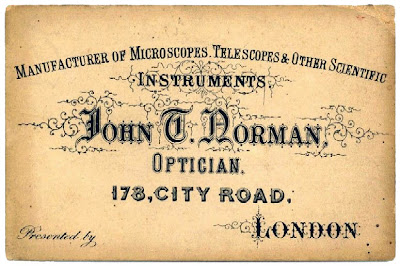 MANUFACTURER OF MICROSCOPES. TELESCOPES & OTHER SCIENTIFIC
INSTRUMENTS.
JOHN T. NORMAN,
OPTICIAN.
178, CITY ROAD,
LONDON
Presented by